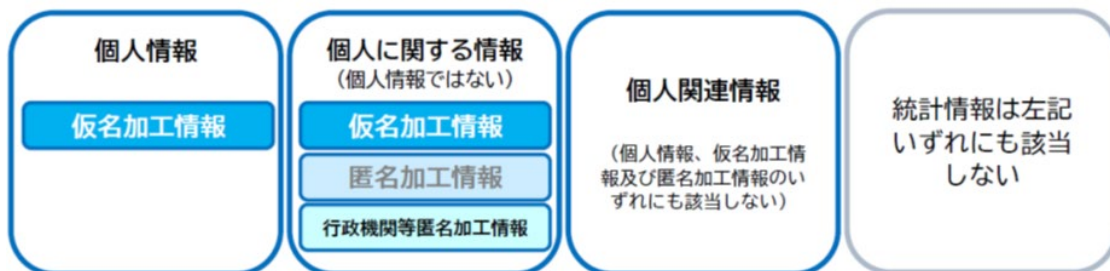 個人情報
仮名加工情報
個人に関する情報
（個人情報ではない）
仮名加工情報
匿名加工情報
行政機関等匿名加工情報
個人関連情報
（個人情報、仮名加工情
報及び匿名加工情報のい
ずれにも該当しない）
統計情報は左記
いずれにも該当
しない